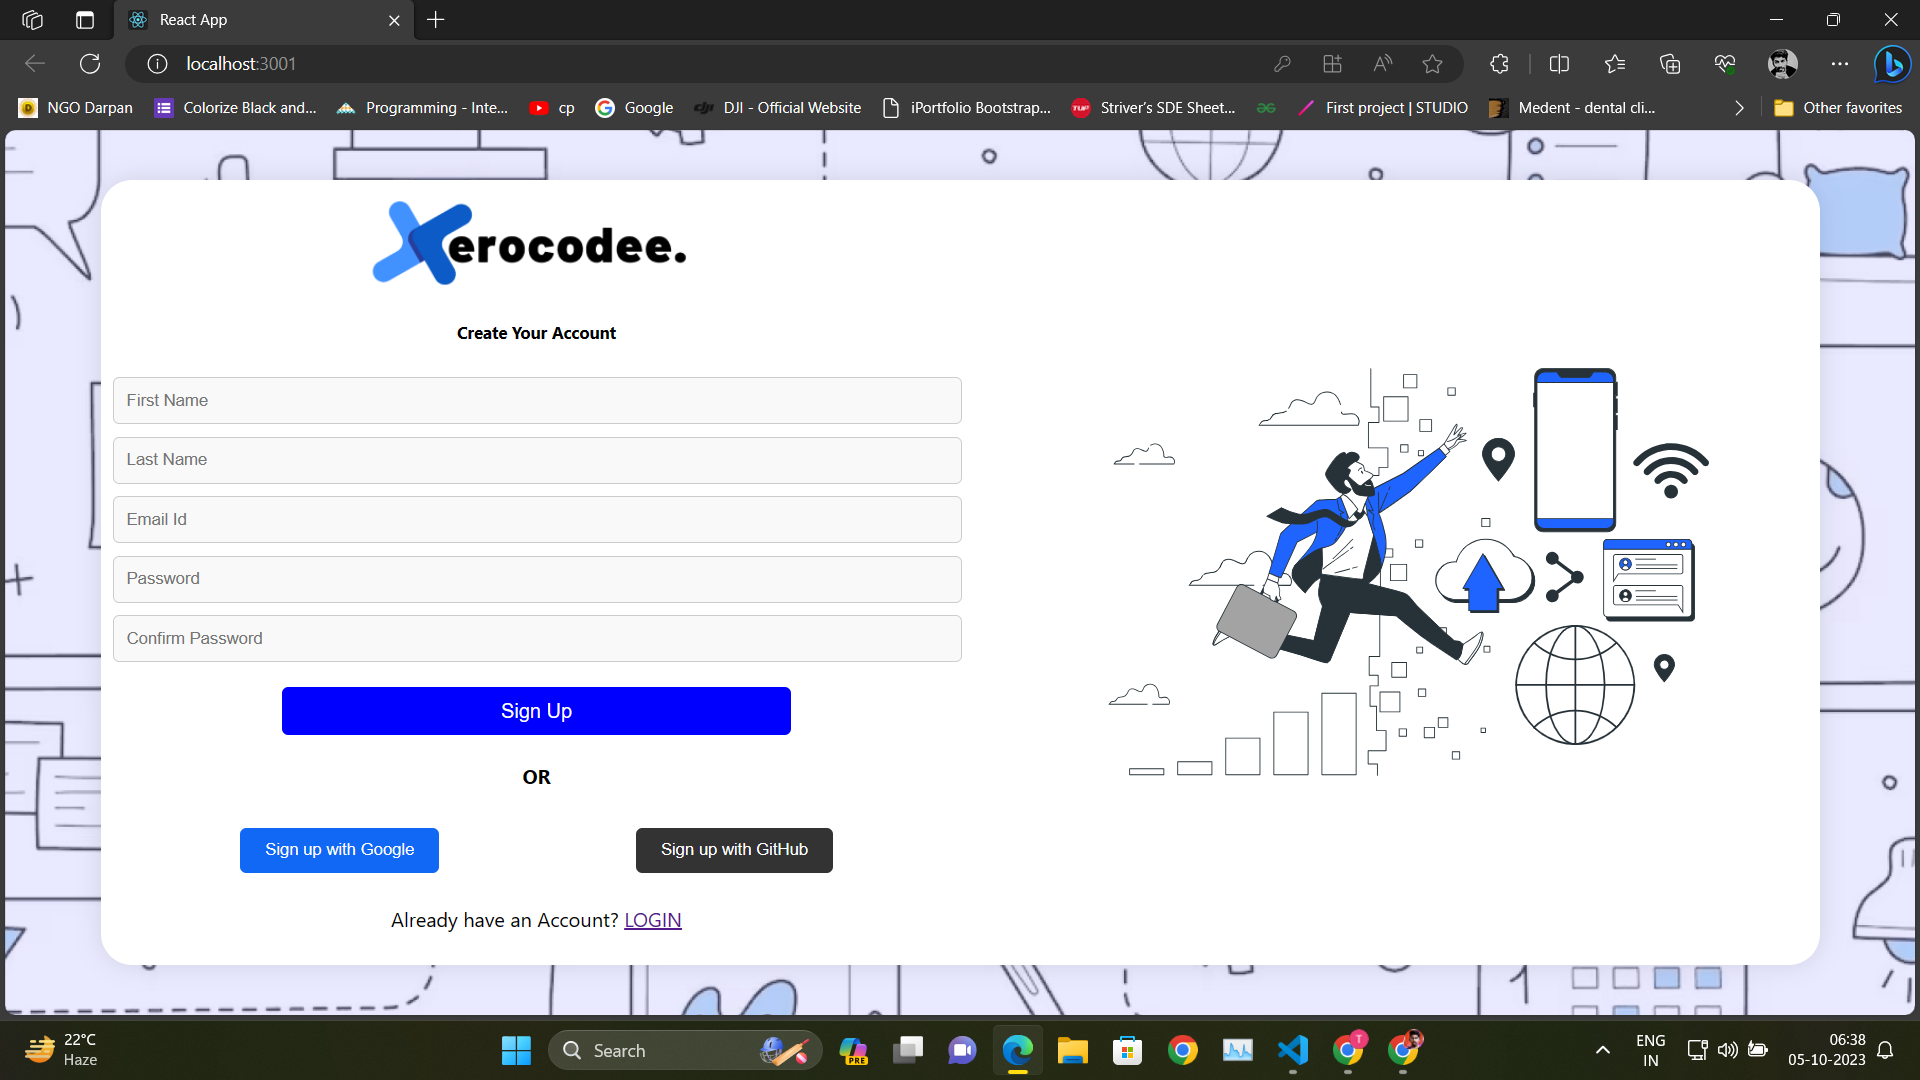 React App
localhost:3001
NGO Darpan
Colorize Black and...
Programming - Inte...
cp
Google
DJI - Official Website
iPortfolio Bootstrap...
Striver's SDE Sheet...
First project | STUDIO
Medent - dental cli...
Other favorites
erocodee.
Create Your Account
First Name
Last Name
Email Id
Password
Confirm Password
Sign Up
OR
Sign up with Google
Sign up with GitHub
Already have an Account? LOGIN
22°C
Haze
Search
PRE
T
ENG
IN
06:38
05-10-2023